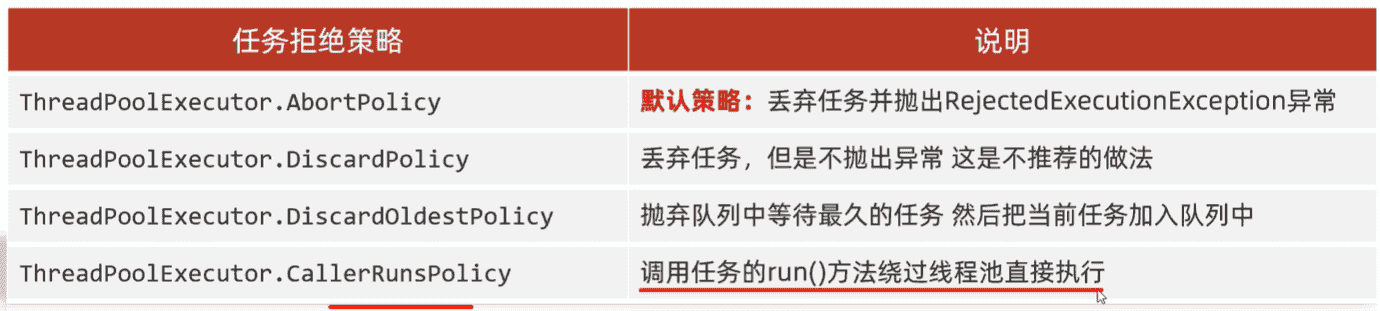 任务拒绝策略 说明
ThreadPoolExecutor.AbortPolicy 默认策略：丢弃任务并抛出RejectedExecutionException异常
ThreadPoolExecutor.DiscardPolicy 丢弃任务，但是不抛出异常 这是不推荐的做法
ThreadPoolExecutor.DiscardOldestPolicy 抛弃队列中等待最久的任务 然后把当前任务加入队列中
ThreadPoolExecutor.CallerRunsPolicy 调用任务的run()方法绕过线程池直接执行